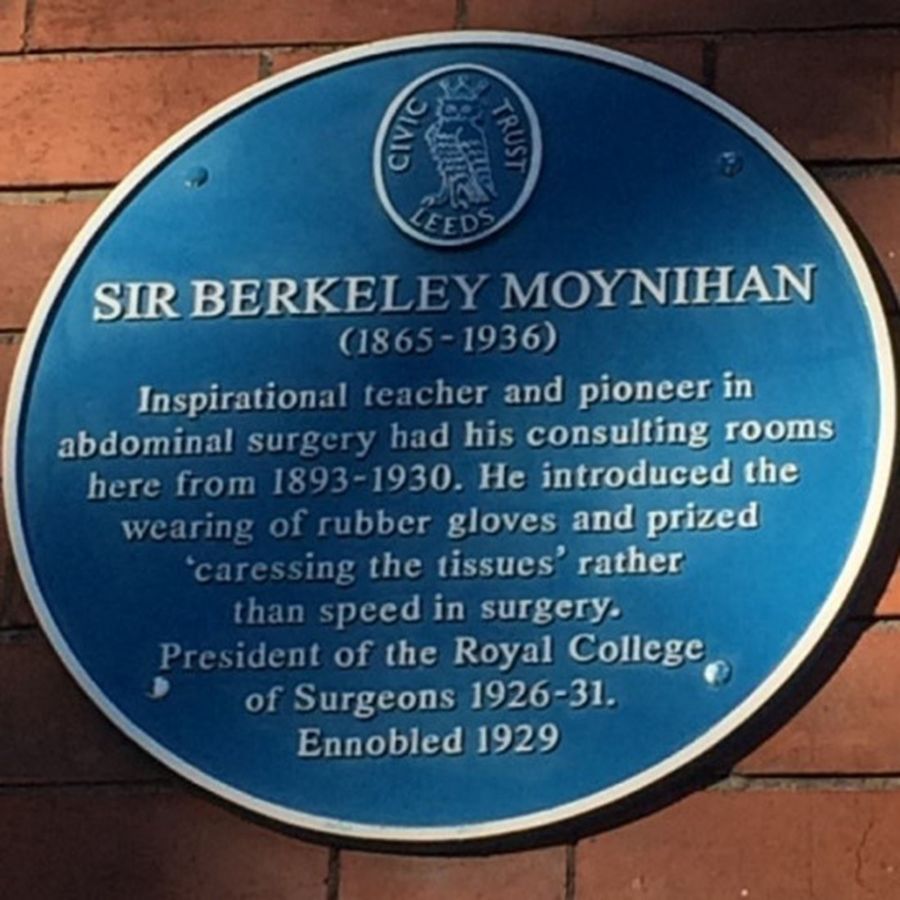 CIVIC TRUST
LEEDS
SIR BERKELEY MOYNIHAN
(1865-1936)
Inspirational teacher and pioneer in
abdominal surgery had his consulting rooms
here from 1893-1930. He introduced the
wearing of rubber gloves and prized
'caressing the tissues' rather
than speed in surgery.
President of the Royal College
of Surgeons 1926-31.
Ennobled 1929